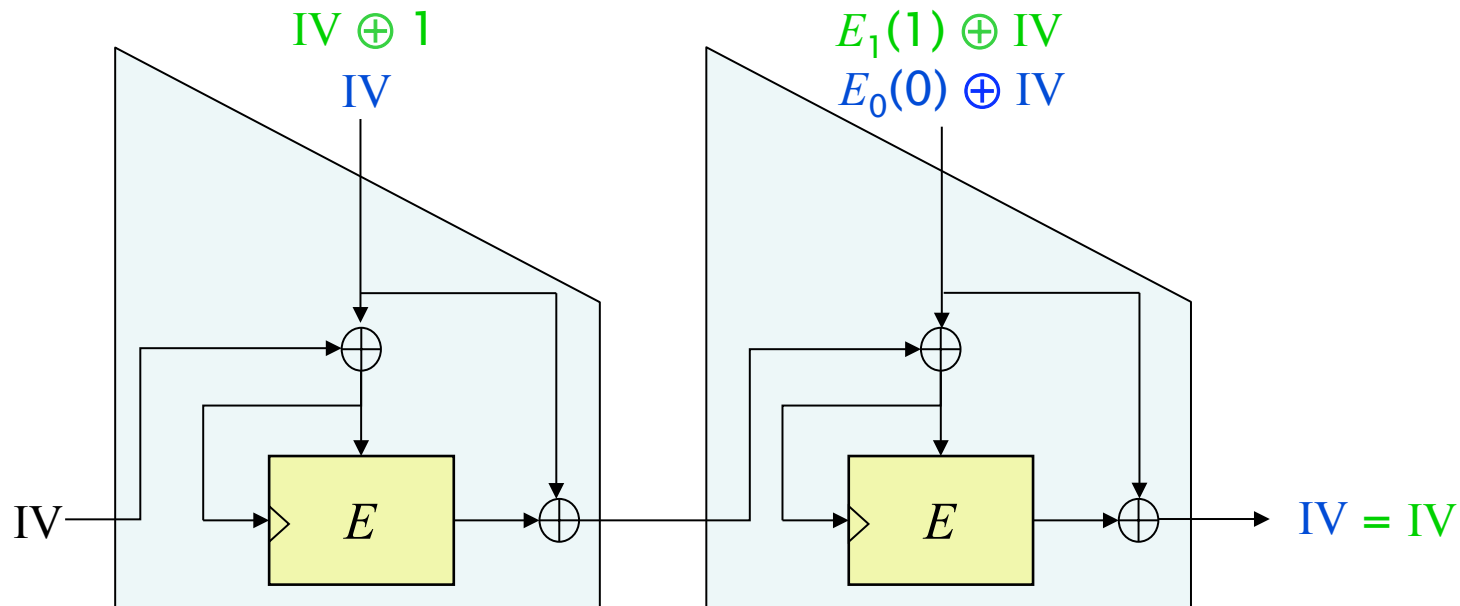 IV ⊕ 1
IV
E₁(1) ⊕ IV
E₀(0) ⊕ IV
IV
E
E
IV = IV